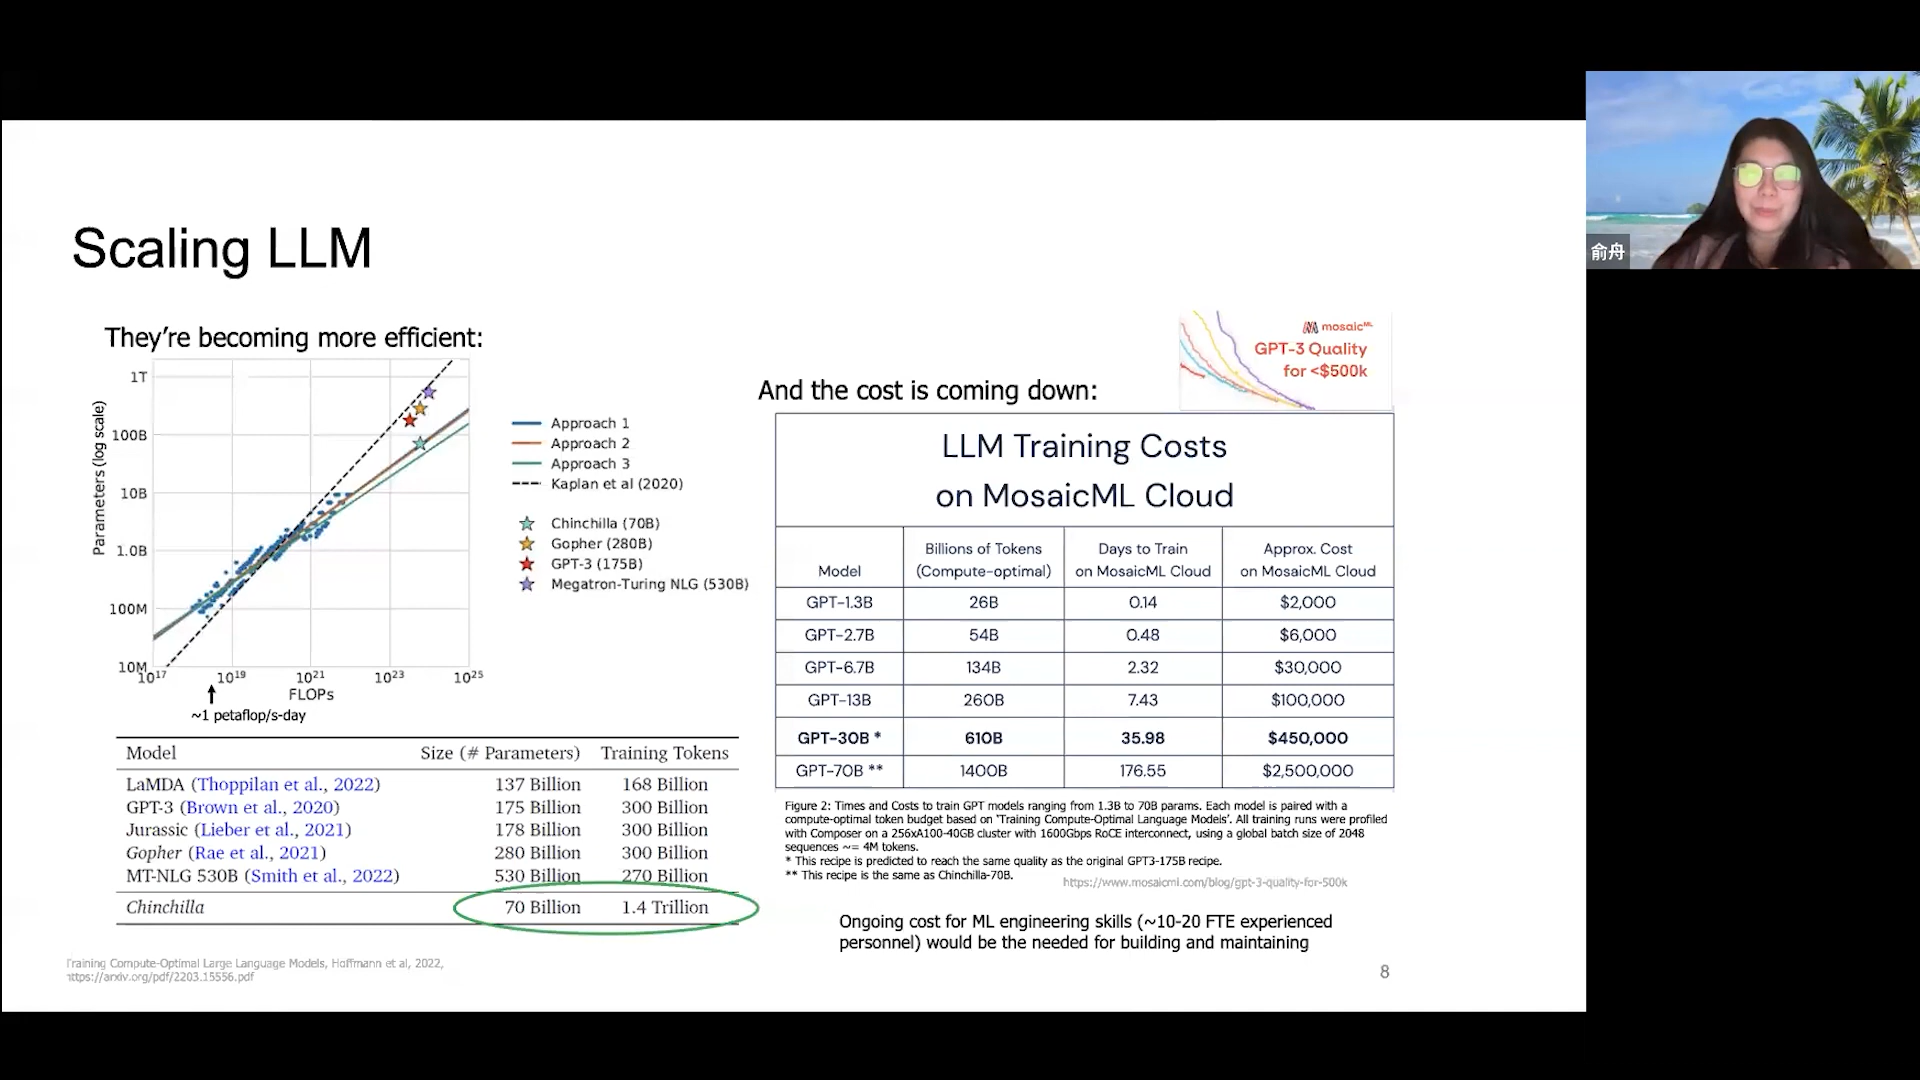 Scaling LLM
They're becoming more efficient:
1T
100B
10B
1.0B
100M
10M
Parameters (log scale)
10^17
10^19
10^21
10^23
10^25
FLOPs
~1 petaflop/s-day
Approach 1
Approach 2
Approach 3
Kaplan et al (2020)
Chinchilla (70B)
Gopher (280B)
GPT-3 (175B)
Megatron-Turing NLG (530B)
Model Size (# Parameters) Training Tokens
LaMDA (Thoppilan et al., 2022) 137 Billion 168 Billion
GPT-3 (Brown et al., 2020) 175 Billion 300 Billion
Jurassic (Lieber et al., 2021) 178 Billion 300 Billion
Gopher (Rae et al., 2021) 280 Billion 300 Billion
MT-NLG 530B (Smith et al., 2022) 530 Billion 270 Billion
Chinchilla 70 Billion 1.4 Trillion
Training Compute-Optimal Large Language Models, Hoffmann et al, 2022,
https://arxiv.org/pdf/2203.15556.pdf
And the cost is coming down:
mosaic ML
GPT-3 Quality
for <$500k
LLM Training Costs
on MosaicML Cloud
Model
Billions of Tokens
(Compute-optimal)
Days to Train
on MosaicML Cloud
Approx. Cost
on MosaicML Cloud
GPT-1.3B 26B 0.14 $2,000
GPT-2.7B 54B 0.48 $6,000
GPT-6.7B 134B 2.32 $30,000
GPT-13B 260B 7.43 $100,000
GPT-30B * 610B 35.98 $450,000
GPT-70B ** 1400B 176.55 $2,500,000
Figure 2: Times and Costs to train GPT models ranging from 1.3B to 70B params. Each model is paired with a
compute-optimal token budget based on 'Training Compute-Optimal Language Models'. All training runs were profiled
with Composer on a 256xA100-40GB cluster with 1600Gbps RoCE interconnect, using a global batch size of 2048
sequences ~= 4M tokens.
* This recipe is predicted to reach the same quality as the original GPT3-175B recipe.
** This recipe is the same as Chinchilla-70B.
https://www.mosaicml.com/blog/gpt-3-quality-for-500k
Ongoing cost for ML engineering skills (~10-20 FTE experienced
personnel) would be the needed for building and maintaining
8
俞舟